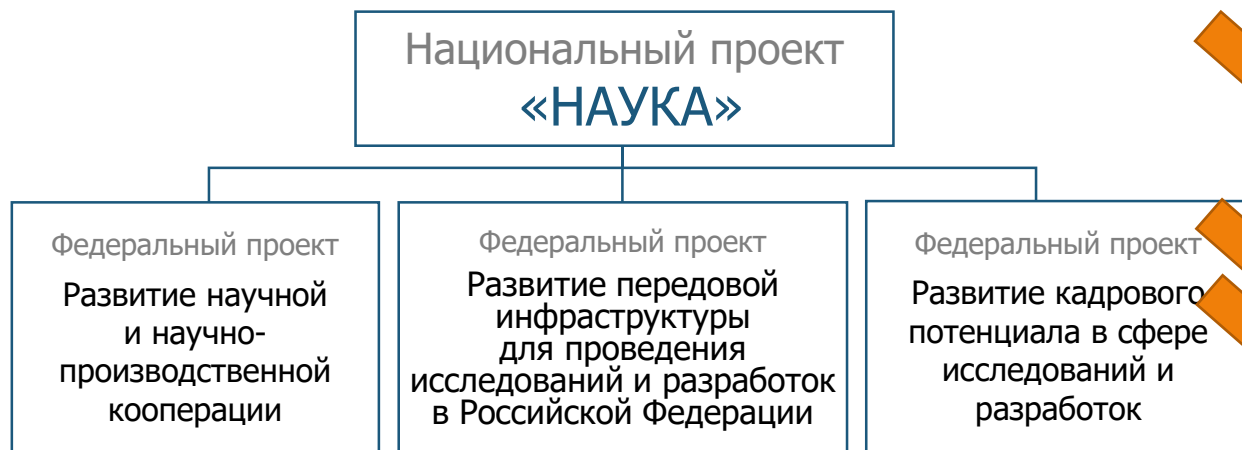 Национальный проект
«НАУКА»
Федеральный проект
Развитие научной
и научно-
производственной
кооперации
Федеральный проект
Развитие передовой
инфраструктуры
для проведения
исследований и разработок
в Российской Федерации
Федеральный проект
Развитие кадрового
потенциала в сфере
исследований и
разработок